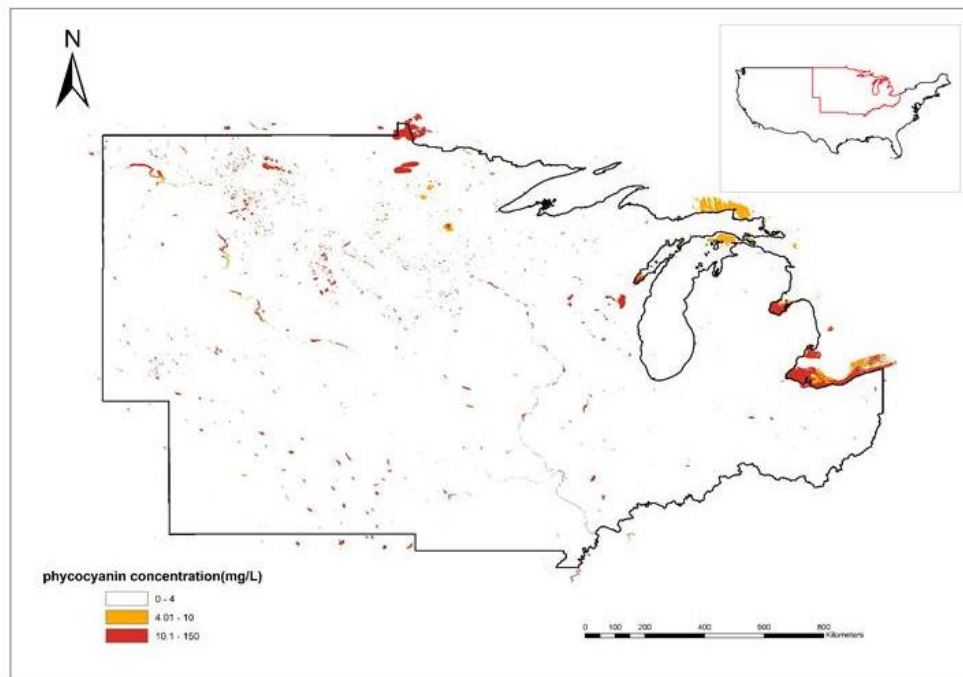 N
phycocyanin concentration(mg/L)
0 - 4
4.01 - 10
10.1 - 150
0 100 200 400 600 800
Kilometers